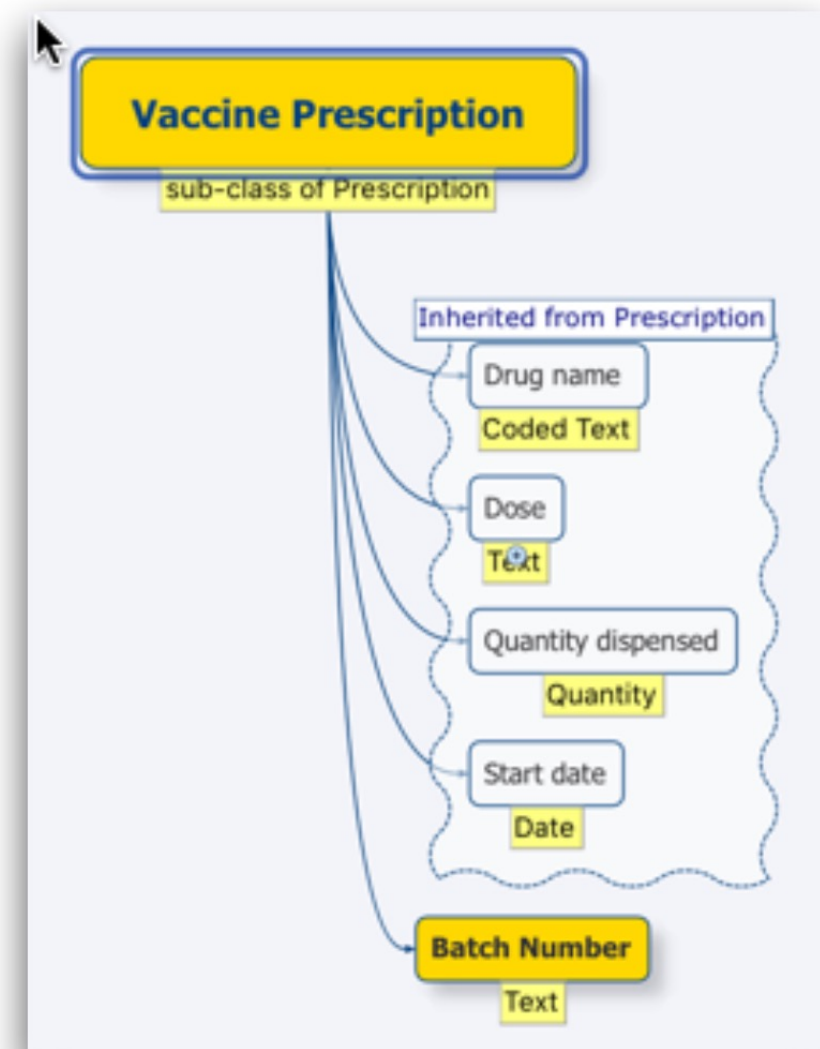 Vaccine Prescription
sub-class of Prescription
Inherited from Prescription
Drug name
Coded Text
Dose
Text
Quantity dispensed
Quantity
Start date
Date
Batch Number
Text